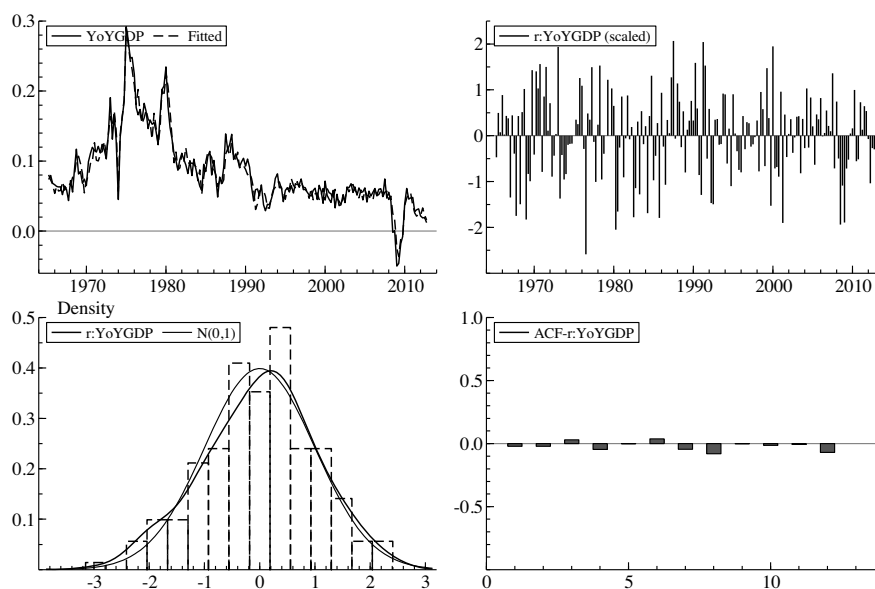 0.3
YoYGDP Fitted
0.2
0.1
0.0
1970 1980 1990 2000 2010
r:YoYGDP (scaled)
2
1
0
-1
-2
1970 1980 1990 2000 2010
Density
0.5
r:YoYGDP N(0,1)
0.4
0.3
0.2
0.1
-3 -2 -1 0 1 2 3
1.0
ACF-r:YoYGDP
0.5
0.0
-0.5
0 5 10